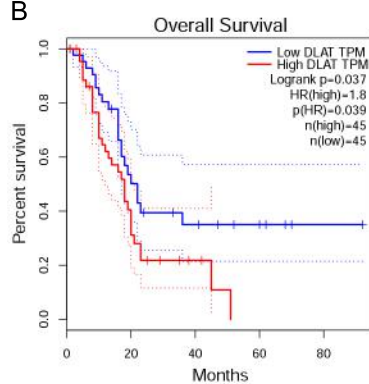 B
Overall Survival
Low DLAT TPM
High DLAT TPM
Logrank p=0.037
HR(high)=1.8
p(HR)=0.039
n(high)=45
n(low)=45
Percent survival
1.0
0.8
0.6
0.4
0.2
0.0
0 20 40 60 80
Months